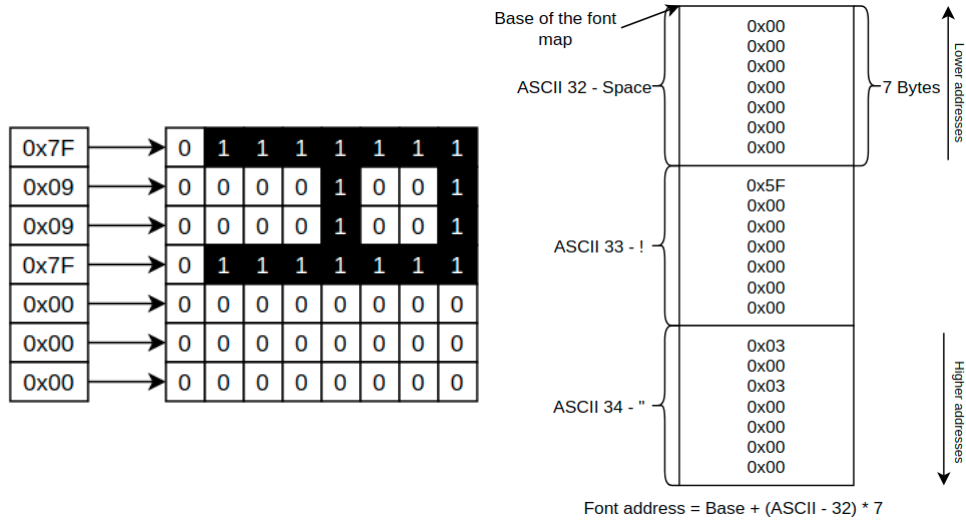 0x7F 0 1 1 1 1 1 1 1
0x09 0 0 0 0 1 0 0 1
0x09 0 0 0 0 1 0 0 1
0x7F 0 1 1 1 1 1 1 1
0x00 0 0 0 0 0 0 0 0
0x00 0 0 0 0 0 0 0 0
0x00 0 0 0 0 0 0 0 0
Base of the font
map
ASCII 32 - Space
0x00
0x00
0x00
0x00
0x00
0x00
0x00
7 Bytes
Lower addresses
ASCII 33 - !
0x5F
0x00
0x00
0x00
0x00
0x00
0x00
ASCII 34 - "
0x03
0x00
0x03
0x00
0x00
0x00
0x00
Higher addresses
Font address = Base + (ASCII - 32) * 7